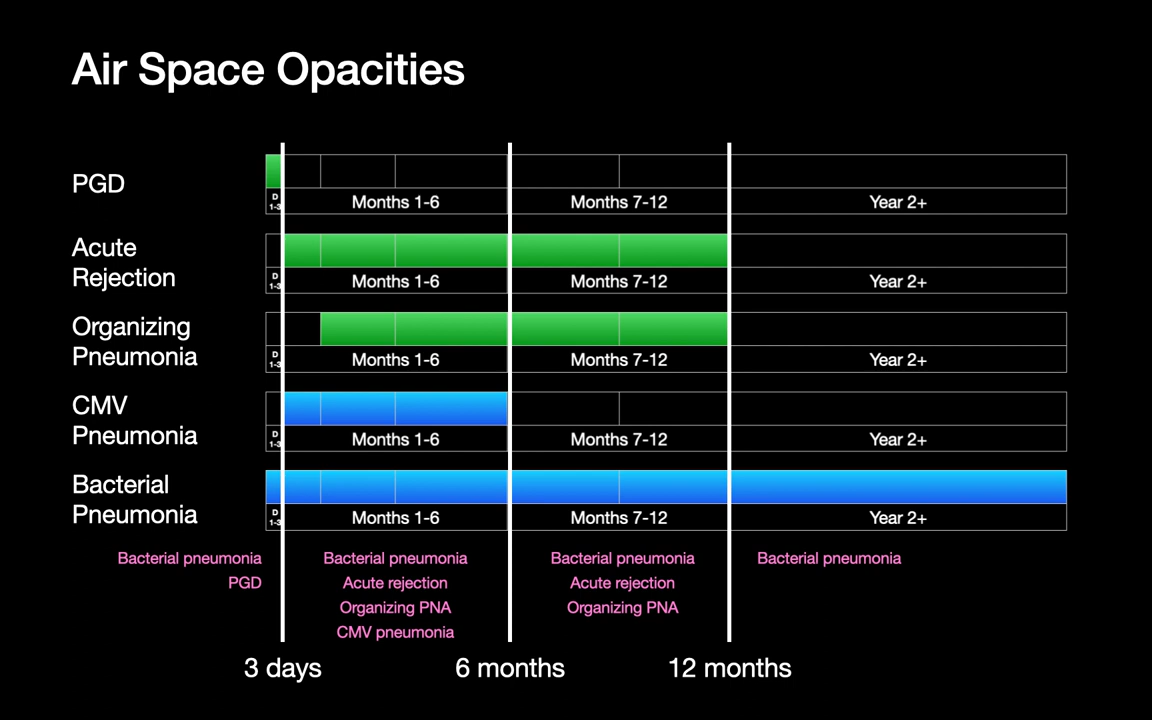 Air Space Opacities
PGD
D
1-3
Months 1-6
Months 7-12
Year 2+
Acute
Rejection
D
1-3
Months 1-6
Months 7-12
Year 2+
Organizing
Pneumonia
D
1-3
Months 1-6
Months 7-12
Year 2+
CMV
Pneumonia
D
1-3
Months 1-6
Months 7-12
Year 2+
Bacterial
Pneumonia
D
1-3
Months 1-6
Months 7-12
Year 2+
Bacterial pneumonia
PGD
Bacterial pneumonia
Acute rejection
Organizing PNA
CMV pneumonia
Bacterial pneumonia
Acute rejection
Organizing PNA
Bacterial pneumonia
3 days
6 months
12 months